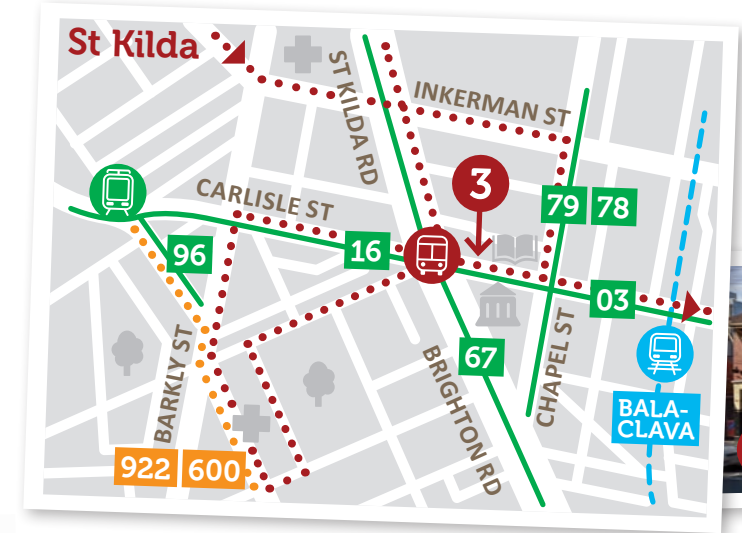 St Kilda
ST KILDA RD
INKERMAN ST
3
CARLISLE ST
79 78
16
96
03
67
BARKLY ST
BRIGHTON RD
CHAPEL ST
BALA-
CLAVA
922 600